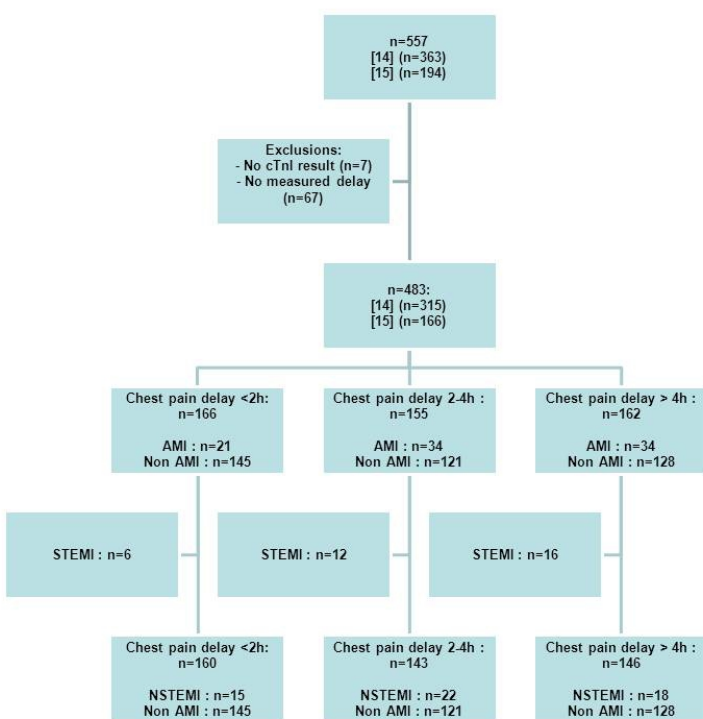 n=557
[14] (n=363)
[15] (n=194)
Exclusions:
- No cTnI result (n=7)
- No measured delay
(n=67)
n=483:
[14] (n=315)
[15] (n=166)
Chest pain delay <2h:
n=166
AMI : n=21
Non AMI : n=145
Chest pain delay 2-4h :
n=155
AMI : n=34
Non AMI : n=121
Chest pain delay > 4h :
n=162
AMI : n=34
Non AMI : n=128
STEMI : n=6
STEMI : n=12
STEMI : n=16
Chest pain delay <2h:
n=160
NSTEMI : n=15
Non AMI : n=145
Chest pain delay 2-4h :
n=143
NSTEMI : n=22
Non AMI : n=121
Chest pain delay > 4h :
n=146
NSTEMI : n=18
Non AMI : n=128